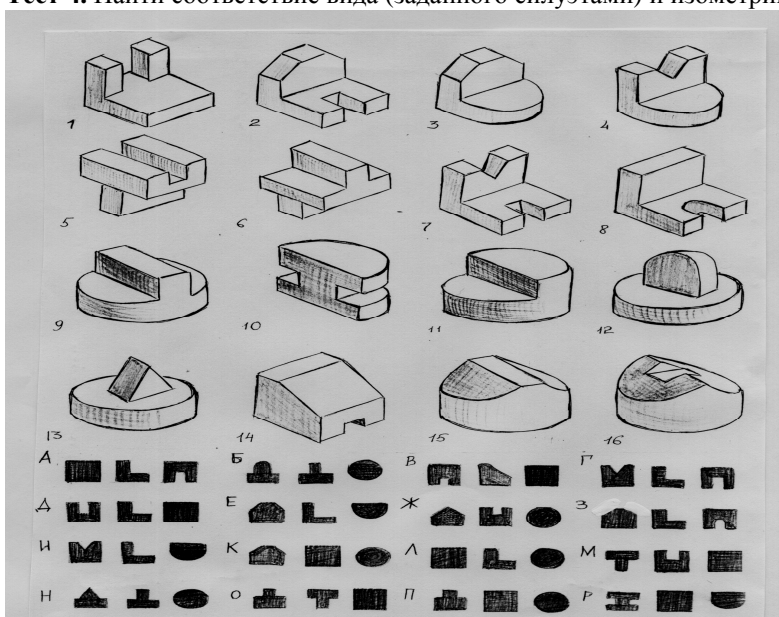 Тест 4. Найти соответствие вида (заданного силуэтами) и изометрии
1 2 3 4
5 6 7 8
9 10 11 12
13 14 15 16
А Б В Г
Д Е Ж З
И К Л М
Н О П Р